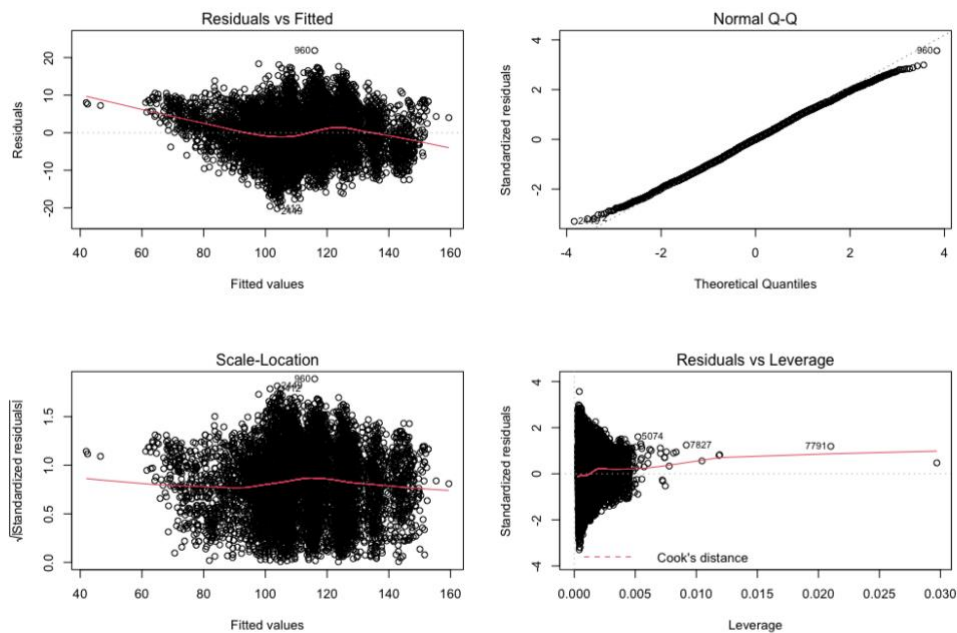 Residuals vs Fitted
Residuals
20
10
0
-10
-20
960
2449
40 60 80 100 120 140 160
Fitted values
Normal Q-Q
Standardized residuals
4
2
0
-2
960
-4 -2 0 2 4
Theoretical Quantiles
Scale-Location
√|Standardized residuals|
1.5
1.0
0.5
0.0
960
40 60 80 100 120 140 160
Fitted values
Residuals vs Leverage
Standardized residuals
4
2
0
-2
-4
5074
7827
7791
Cook's distance
0.000 0.005 0.010 0.015 0.020 0.025 0.030
Leverage